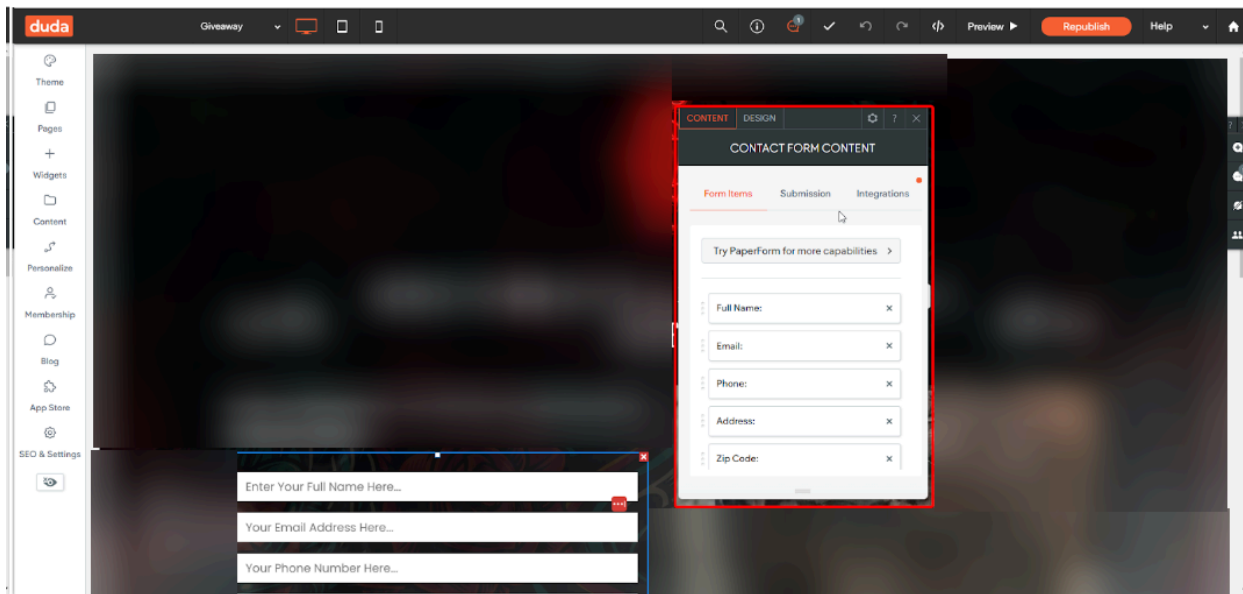 duda
Giveaway
1
Preview
Republish
Help
Theme
Pages
Widgets
Content
Personalize
Membership
Blog
App Store
SEO & Settings
CONTENT
DESIGN
?
CONTACT FORM CONTENT
Form Items
Submission
Integrations
Try PaperForm for more capabilities
Full Name:
Email:
Phone:
Address:
Zip Code:
Enter Your Full Name Here...
Your Email Address Here...
Your Phone Number Here...